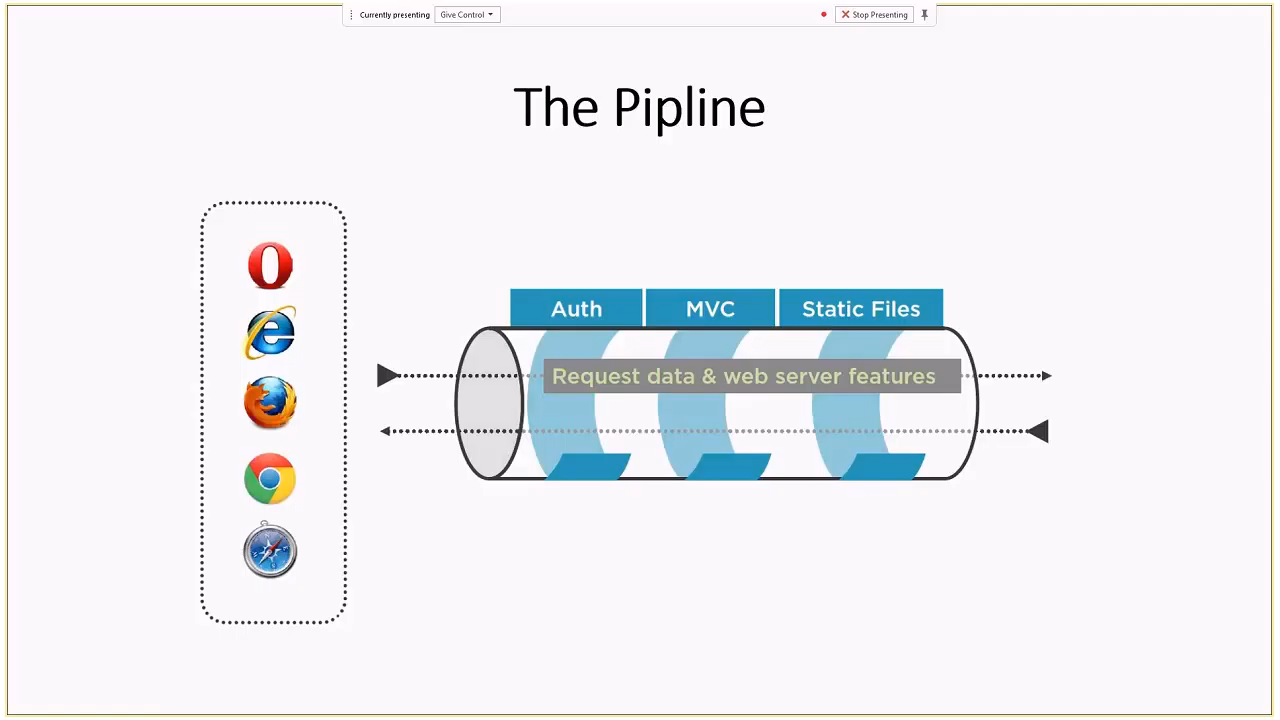 Currently presenting
Give Control
Stop Presenting
The Pipline
Auth
MVC
Static Files
Request data & web server features